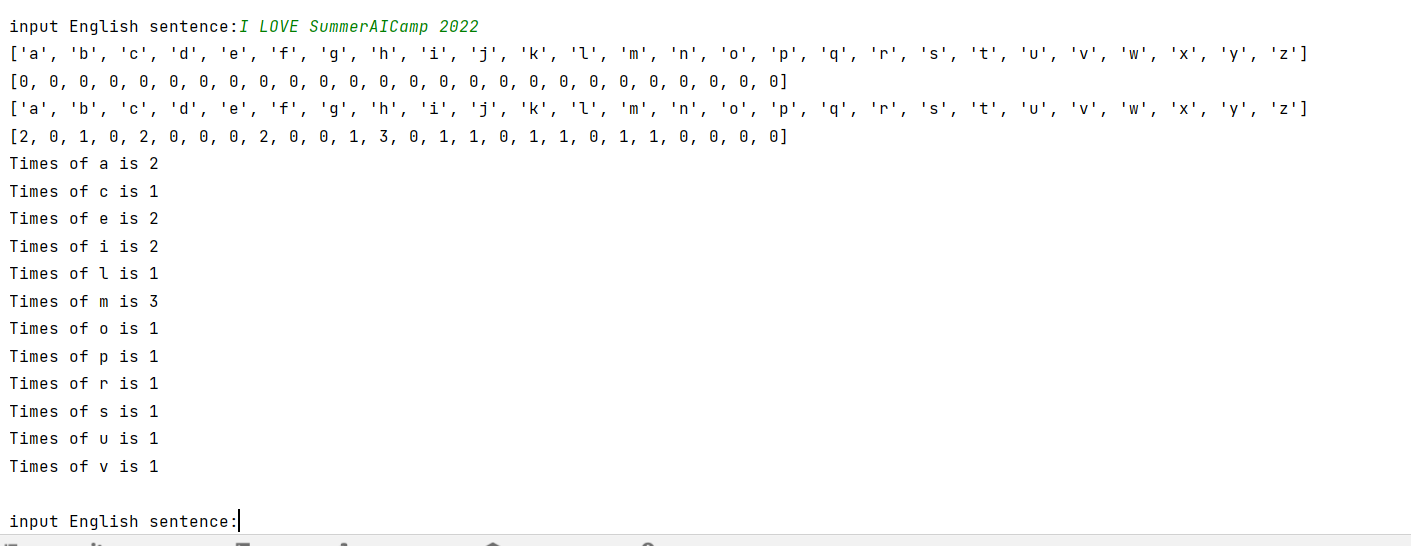 input English sentence:I LOVE SummerAICamp 2022
['a', 'b', 'c', 'd', 'e', 'f', 'g', 'h', 'i', 'j', 'k', 'l', 'm', 'n', 'o', 'p', 'q', 'r', 's', 't', 'u', 'v', 'w', 'x', 'y', 'z']
[0, 0, 0, 0, 0, 0, 0, 0, 0, 0, 0, 0, 0, 0, 0, 0, 0, 0, 0, 0, 0, 0, 0, 0, 0, 0]
['a', 'b', 'c', 'd', 'e', 'f', 'g', 'h', 'i', 'j', 'k', 'l', 'm', 'n', 'o', 'p', 'q', 'r', 's', 't', 'u', 'v', 'w', 'x', 'y', 'z']
[2, 0, 1, 0, 2, 0, 0, 0, 2, 0, 0, 1, 3, 0, 1, 1, 0, 1, 1, 0, 1, 1, 0, 0, 0, 0]
Times of a is 2
Times of c is 1
Times of e is 2
Times of i is 2
Times of l is 1
Times of m is 3
Times of o is 1
Times of p is 1
Times of r is 1
Times of s is 1
Times of u is 1
Times of v is 1
input English sentence: